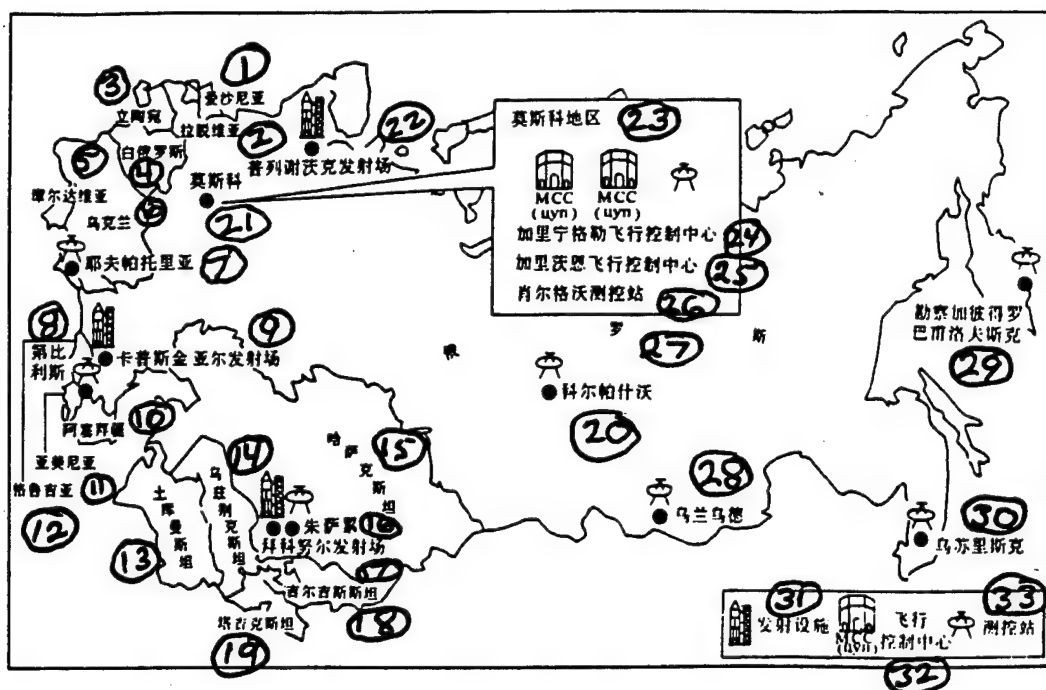 ①
③
爱沙尼亚
立陶宛
拉脱维亚 ②
⑤ 白俄罗斯
④
普列谢沃克发射场 ㉒
摩尔达维亚
莫斯科
乌克兰
㉑
耶夫帕托里亚 ⑦
莫斯科地区 ㉓
MCC MCC
(цуп) (цуп)
加里宁格勒飞行控制中心 ㉔
加里茨恩飞行控制中心 ㉕
肖尔格沃测控站 ㉖
俄 罗 斯
㉗
⑧ ⑨
第比
利斯
卡普斯金亚尔发射场
科尔帕什沃
⑳
勘察加彼得罗
巴甫洛夫斯克
㉙
阿塞拜疆 ⑩
亚美尼亚
格鲁吉亚 ⑪
⑫
土库曼斯坦
⑬
乌兹别克斯坦
⑭
哈萨克斯坦
⑮
朱萨累 ⑯
拜科努尔发射场
⑰
吉尔吉斯斯坦
⑱
塔吉克斯坦
⑲
㉘
乌兰乌德
㉚
乌苏里斯克
㉛ ㉝
发射设施
MCC
(цуп)
飞行
控制中心
测控站
㉜